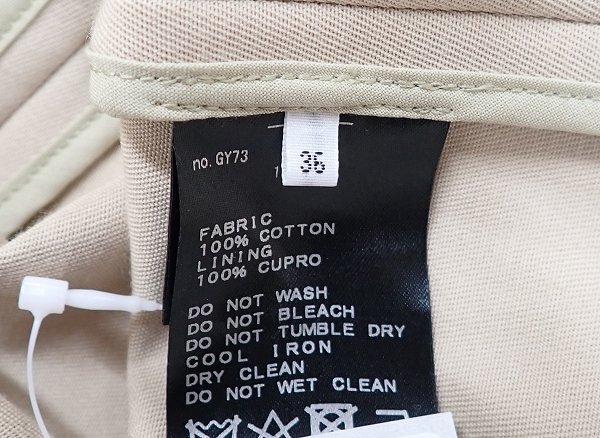 36
no. GY73
FABRIC
100% COTTON
LINING
100% CUPRO
DO NOT WASH
DO NOT BLEACH
DO NOT TUMBLE DRY
COOL IRON
DRY CLEAN
DO NOT WET CLEAN